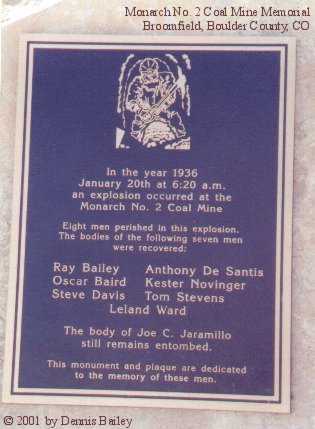 Monarch No. 2 Coal Mine Memorial
Broomfield, Boulder County, CO
In the year 1936
January 20th at 6:20 a.m.
an explosion occurred at the
Monarch No. 2 Coal Mine
Eight men perished in this explosion.
The bodies of the following seven men
were recovered:
Ray Bailey Anthony De Santis
Oscar Baird Kester Novinger
Steve Davis Tom Stevens
Leland Ward
The body of Joe C. Jaramillo
still remains entombed.
This monument and plaque are dedicated
to the memory of these men.
© 2001 by Dennis Bailey